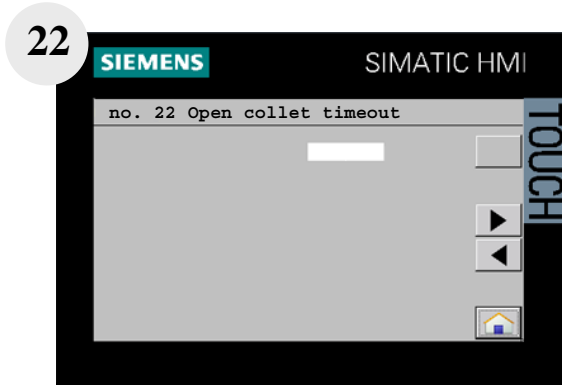 22
SIEMENS
SIMATIC HMI
no. 22 Open collet timeout
TOUCH